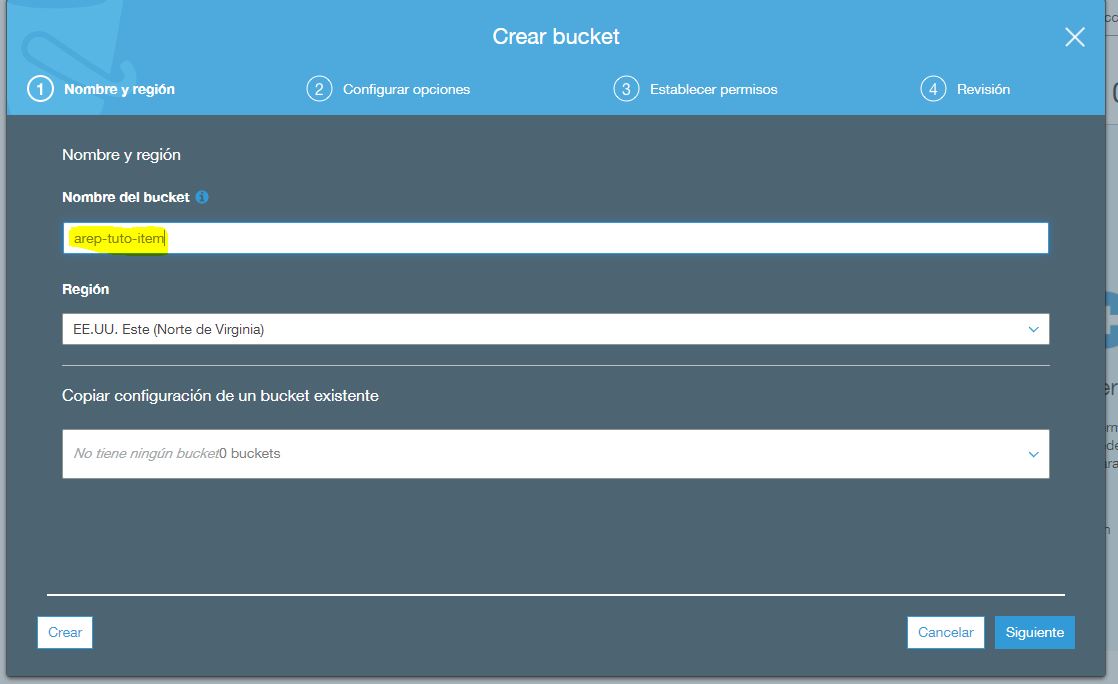 Crear bucket
1 Nombre y región
2 Configurar opciones
3 Establecer permisos
4 Revisión
Nombre y región
Nombre del bucket
arep-tuto-item
Región
EE.UU. Este (Norte de Virginia)
Copiar configuración de un bucket existente
No tiene ningún bucket0 buckets
Crear
Cancelar
Siguiente